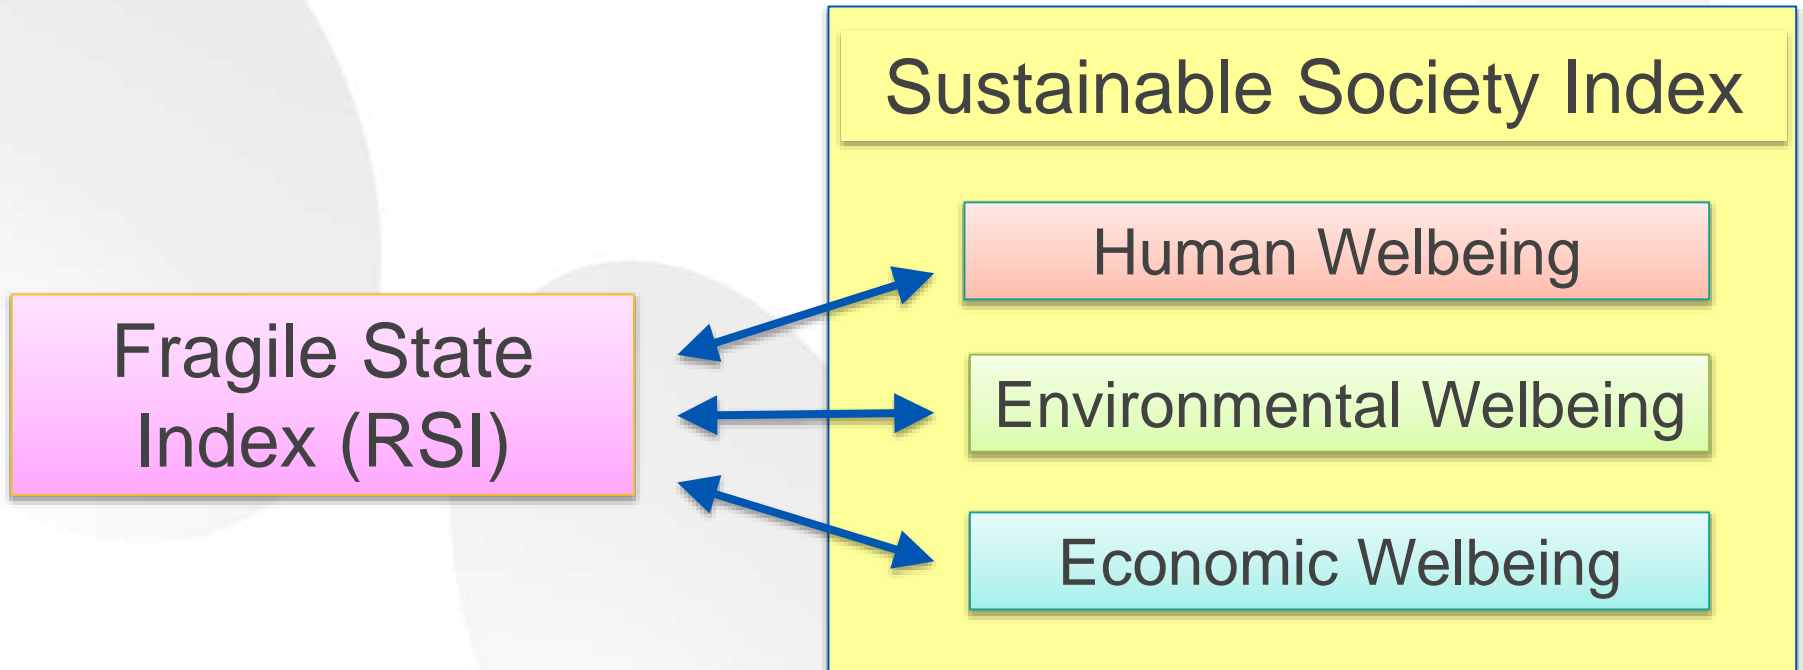 Sustainable Society Index
Human Welbeing
Fragile State
Index (RSI)
Environmental Welbeing
Economic Welbeing